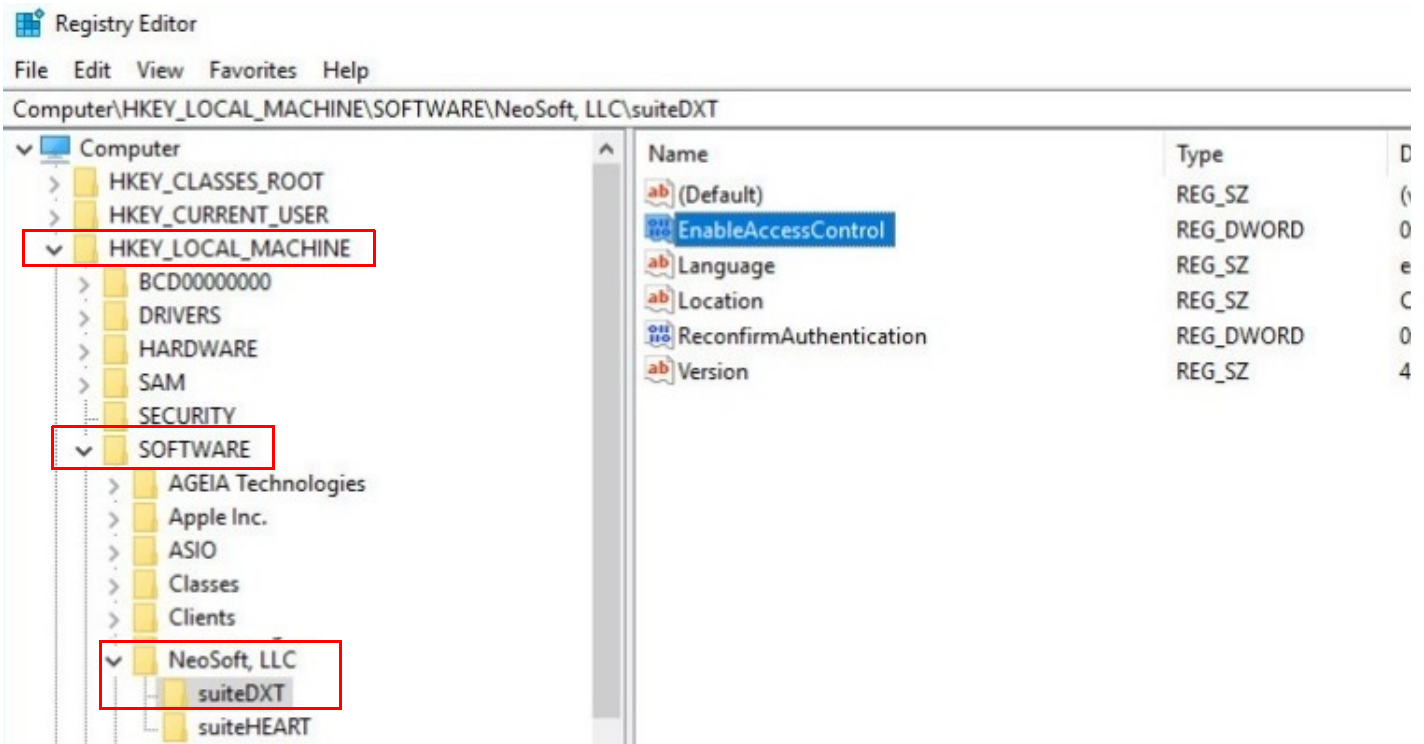 Registry Editor
File Edit View Favorites Help
Computer\HKEY_LOCAL_MACHINE\SOFTWARE\NeoSoft, LLC\suiteDXT
Computer
HKEY_CLASSES_ROOT
HKEY_CURRENT_USER
HKEY_LOCAL_MACHINE
BCD00000000
DRIVERS
HARDWARE
SAM
SECURITY
SOFTWARE
AGEIA Technologies
Apple Inc.
ASIO
Classes
Clients
NeoSoft, LLC
suiteDXT
suiteHEART
Name Type
(Default) REG_SZ
EnableAccessControl REG_DWORD
Language REG_SZ
Location REG_SZ
ReconfirmAuthentication REG_DWORD
Version REG_SZ 4